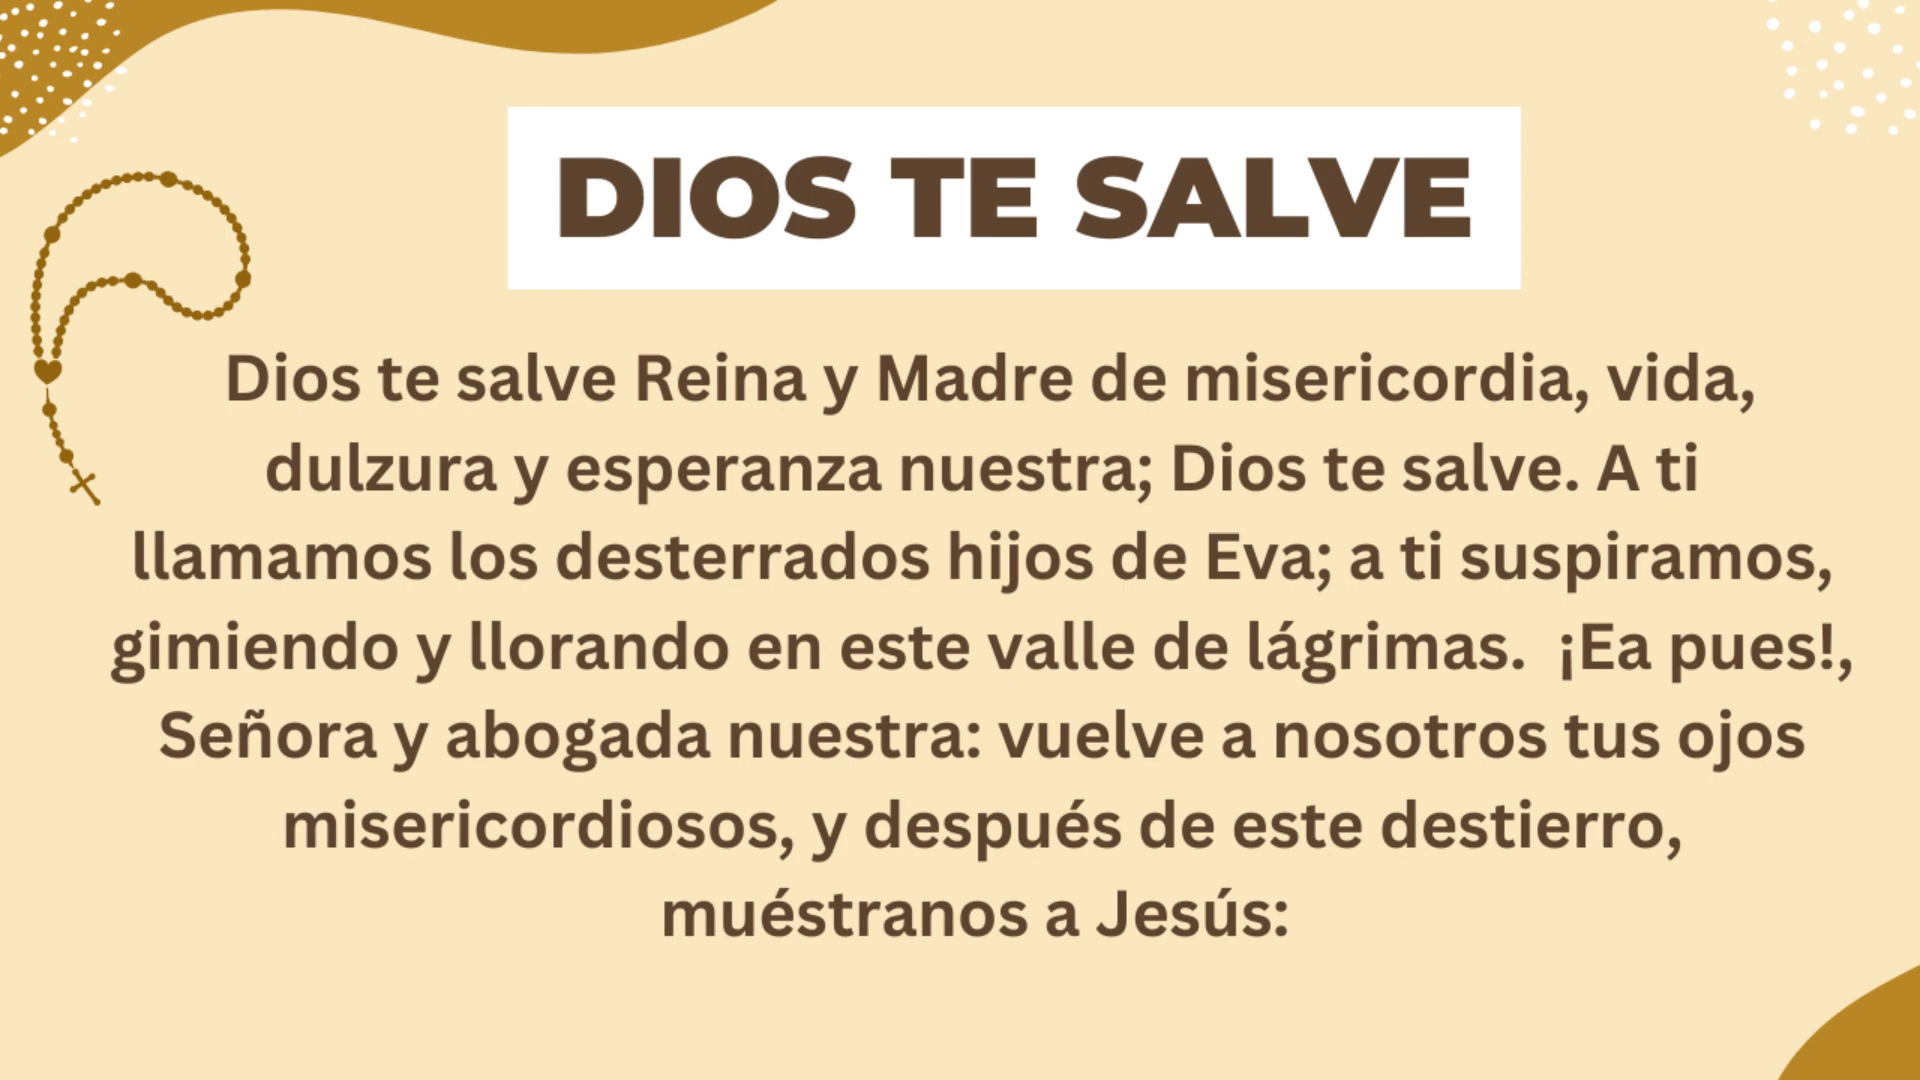 DIOS TE SALVE
Dios te salve Reina y Madre de misericordia, vida,
dulzura y esperanza nuestra; Dios te salve. A ti
llamamos los desterrados hijos de Eva; a ti suspiramos,
gimiendo y llorando en este valle de lágrimas.  ¡Ea pues!,
Señora y abogada nuestra: vuelve a nosotros tus ojos
misericordiosos, y después de este destierro,
muéstranos a Jesús: